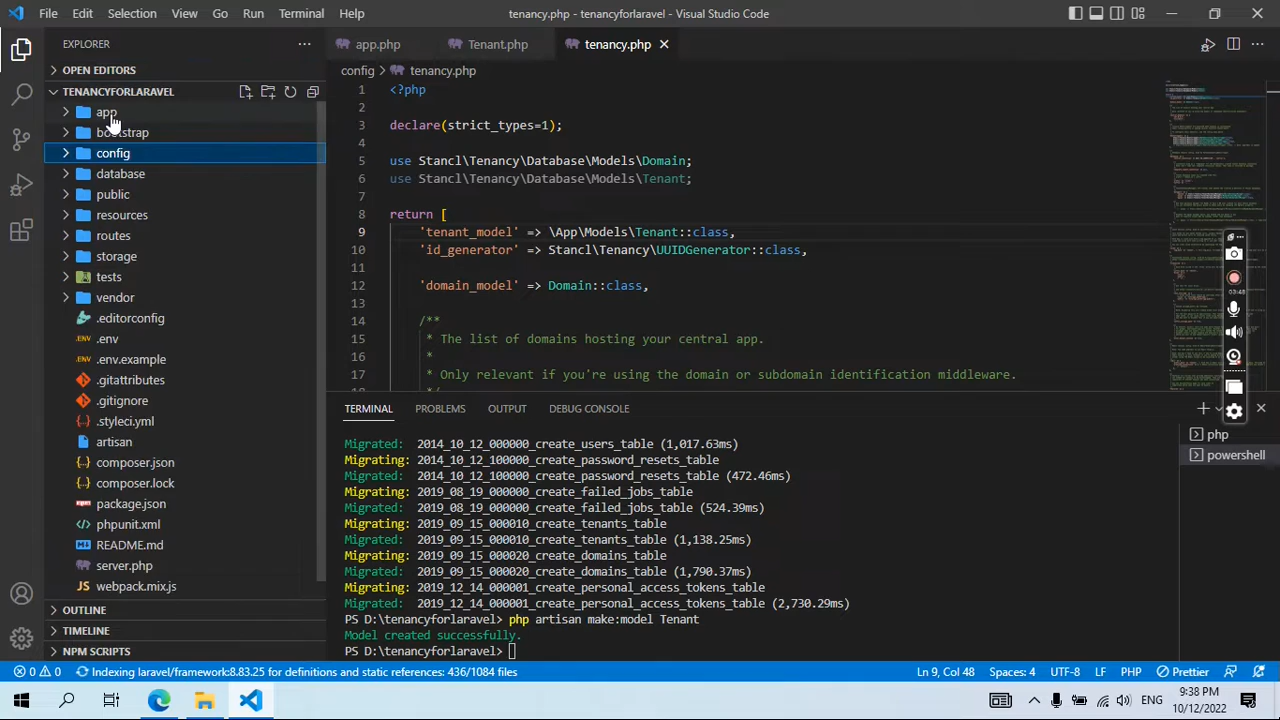 File Edit Selection View Go Run Terminal Help
tenancy.php - tenancyforlaravel - Visual Studio Code
EXPLORER
OPEN EDITORS
TENANCYFORLARAVEL
app
bootstrap
config
database
public
resources
routes
storage
tests
vendor
.editorconfig
.env
.env.example
.gitattributes
.gitignore
.styleci.yml
artisan
composer.json
composer.lock
package.json
phpunit.xml
README.md
server.php
webpack.mix.js
OUTLINE
TIMELINE
NPM SCRIPTS
app.php Tenant.php tenancy.php
config > tenancy.php
1 <?php
2
3 types=1);
4
5 use Stancl\Tenancy\Database\Models\Domain;
6 use Stancl\Tenancy\Database\Models\Tenant;
7
8 return [
9 'tenant_model' \App\Models\Tenant::class,
10 \Tenancy\UUIDGenerator::class,
11
12 'domain_model' => Domain::class,
13
14 /**
15 * The list of domains hosting your central app.
16 *
17 * you're using the domain or subdomain identification middleware.
18 */
TERMINAL PROBLEMS OUTPUT DEBUG CONSOLE
Migrated: 2014_10_12_000000_create_users_table (1,017.63ms)
Migrating: 2014_10_12_100000_create_password_resets_table
Migrated: 2014_10_12_100000_create_password_resets_table (472.46ms)
Migrating: 2019_08_19_000000_create_failed_jobs_table
Migrated: 2019_08_19_000000_create_failed_jobs_table (524.39ms)
Migrating: 2019_09_15_000010_create_tenants_table
Migrated: 2019_09_15_000010_create_tenants_table (1,138.25ms)
Migrating: 2019_09_15_000020_create_domains_table
Migrated: 2019_09_15_000020_create_domains_table (1,790.37ms)
Migrating: 2019_12_14_000001_create_personal_access_tokens_table
Migrated: 2019_12_14_000001_create_personal_access_tokens_table (2,730.29ms)
PS D:\tenancyforlaravel> php artisan make:model Tenant
Model created successfully.
PS D:\tenancyforlaravel>
php
powershell
03:48
0 0 Indexing laravel/framework:8.83.25 for definitions and static references: 436/1084 files
Ln 9, Col 48 Spaces: 4 UTF-8 LF PHP Prettier
ENG
9:38 PM
10/12/2022